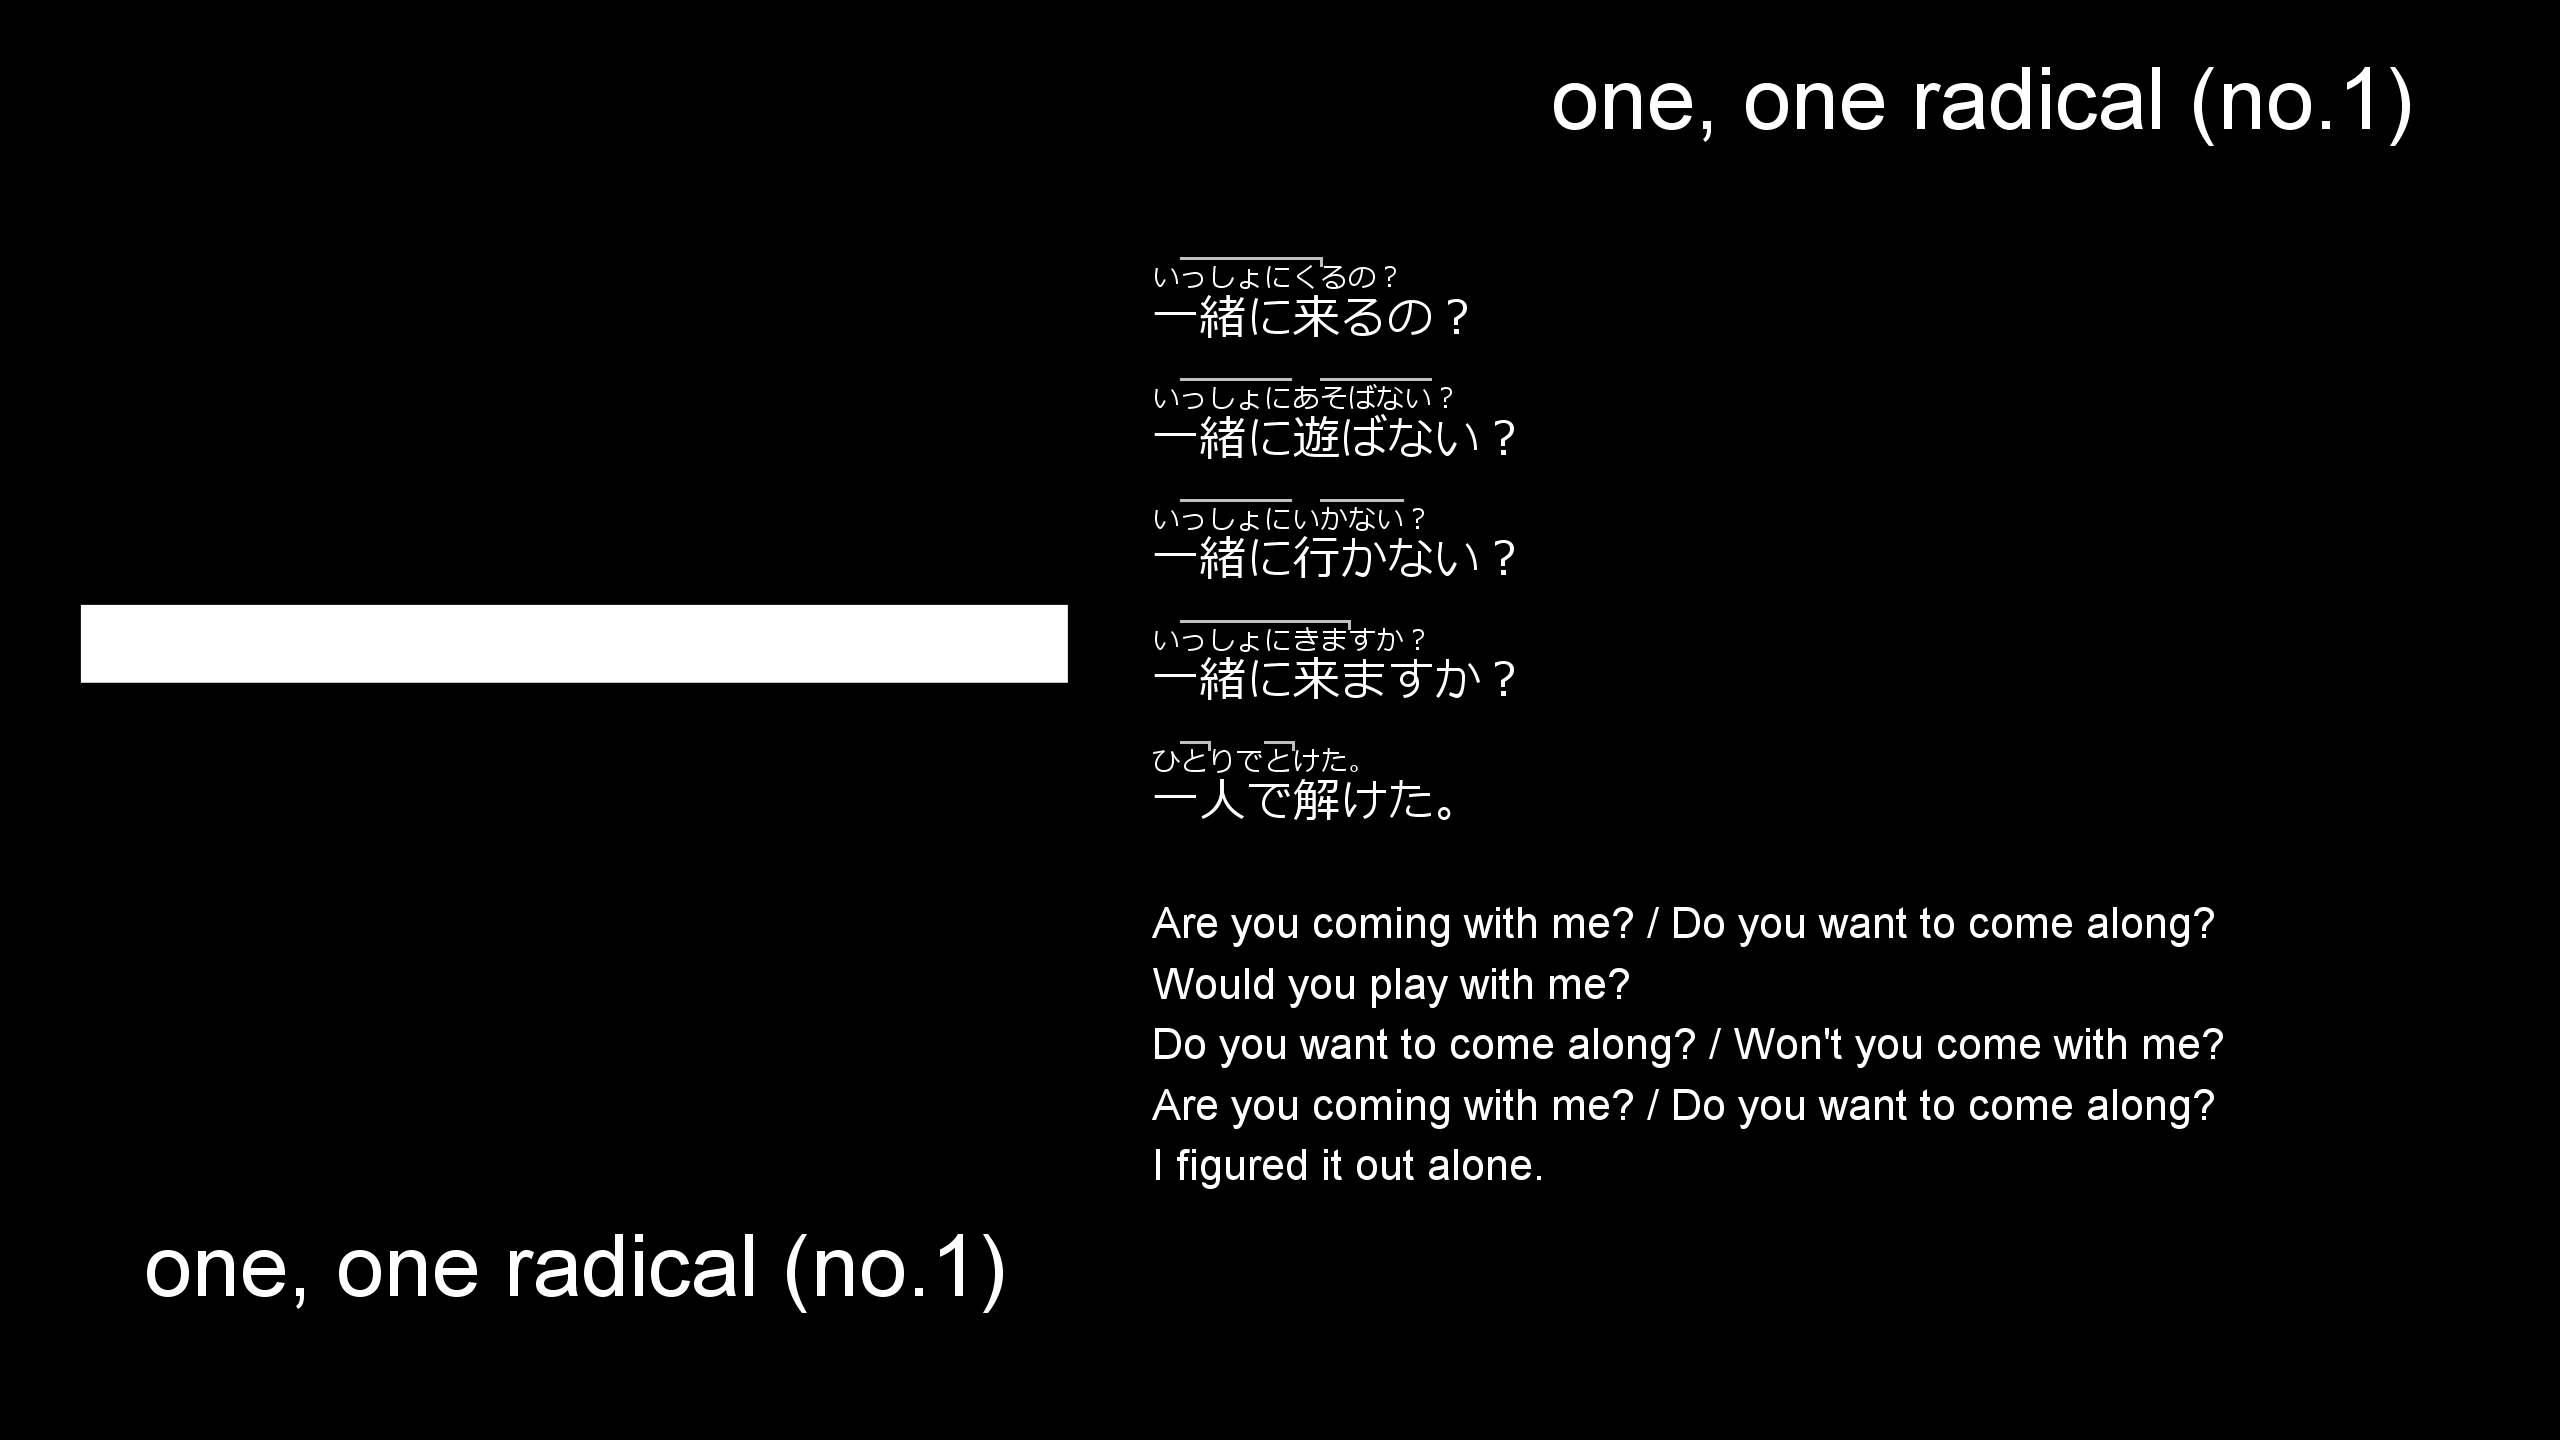 one, one radical (no.1)
いっしょにくるの？
一緒に来るの？
いっしょにあそばない？
一緒に遊ばない？
いっしょにいかない？
一緒に行かない？
いっしょにきますか？
一緒に来ますか？
ひとりでとけた。
一人で解けた。
Are you coming with me? / Do you want to come along?
Would you play with me?
Do you want to come along? / Won't you come with me?
Are you coming with me? / Do you want to come along?
I figured it out alone.
一
one, one radical (no.1)